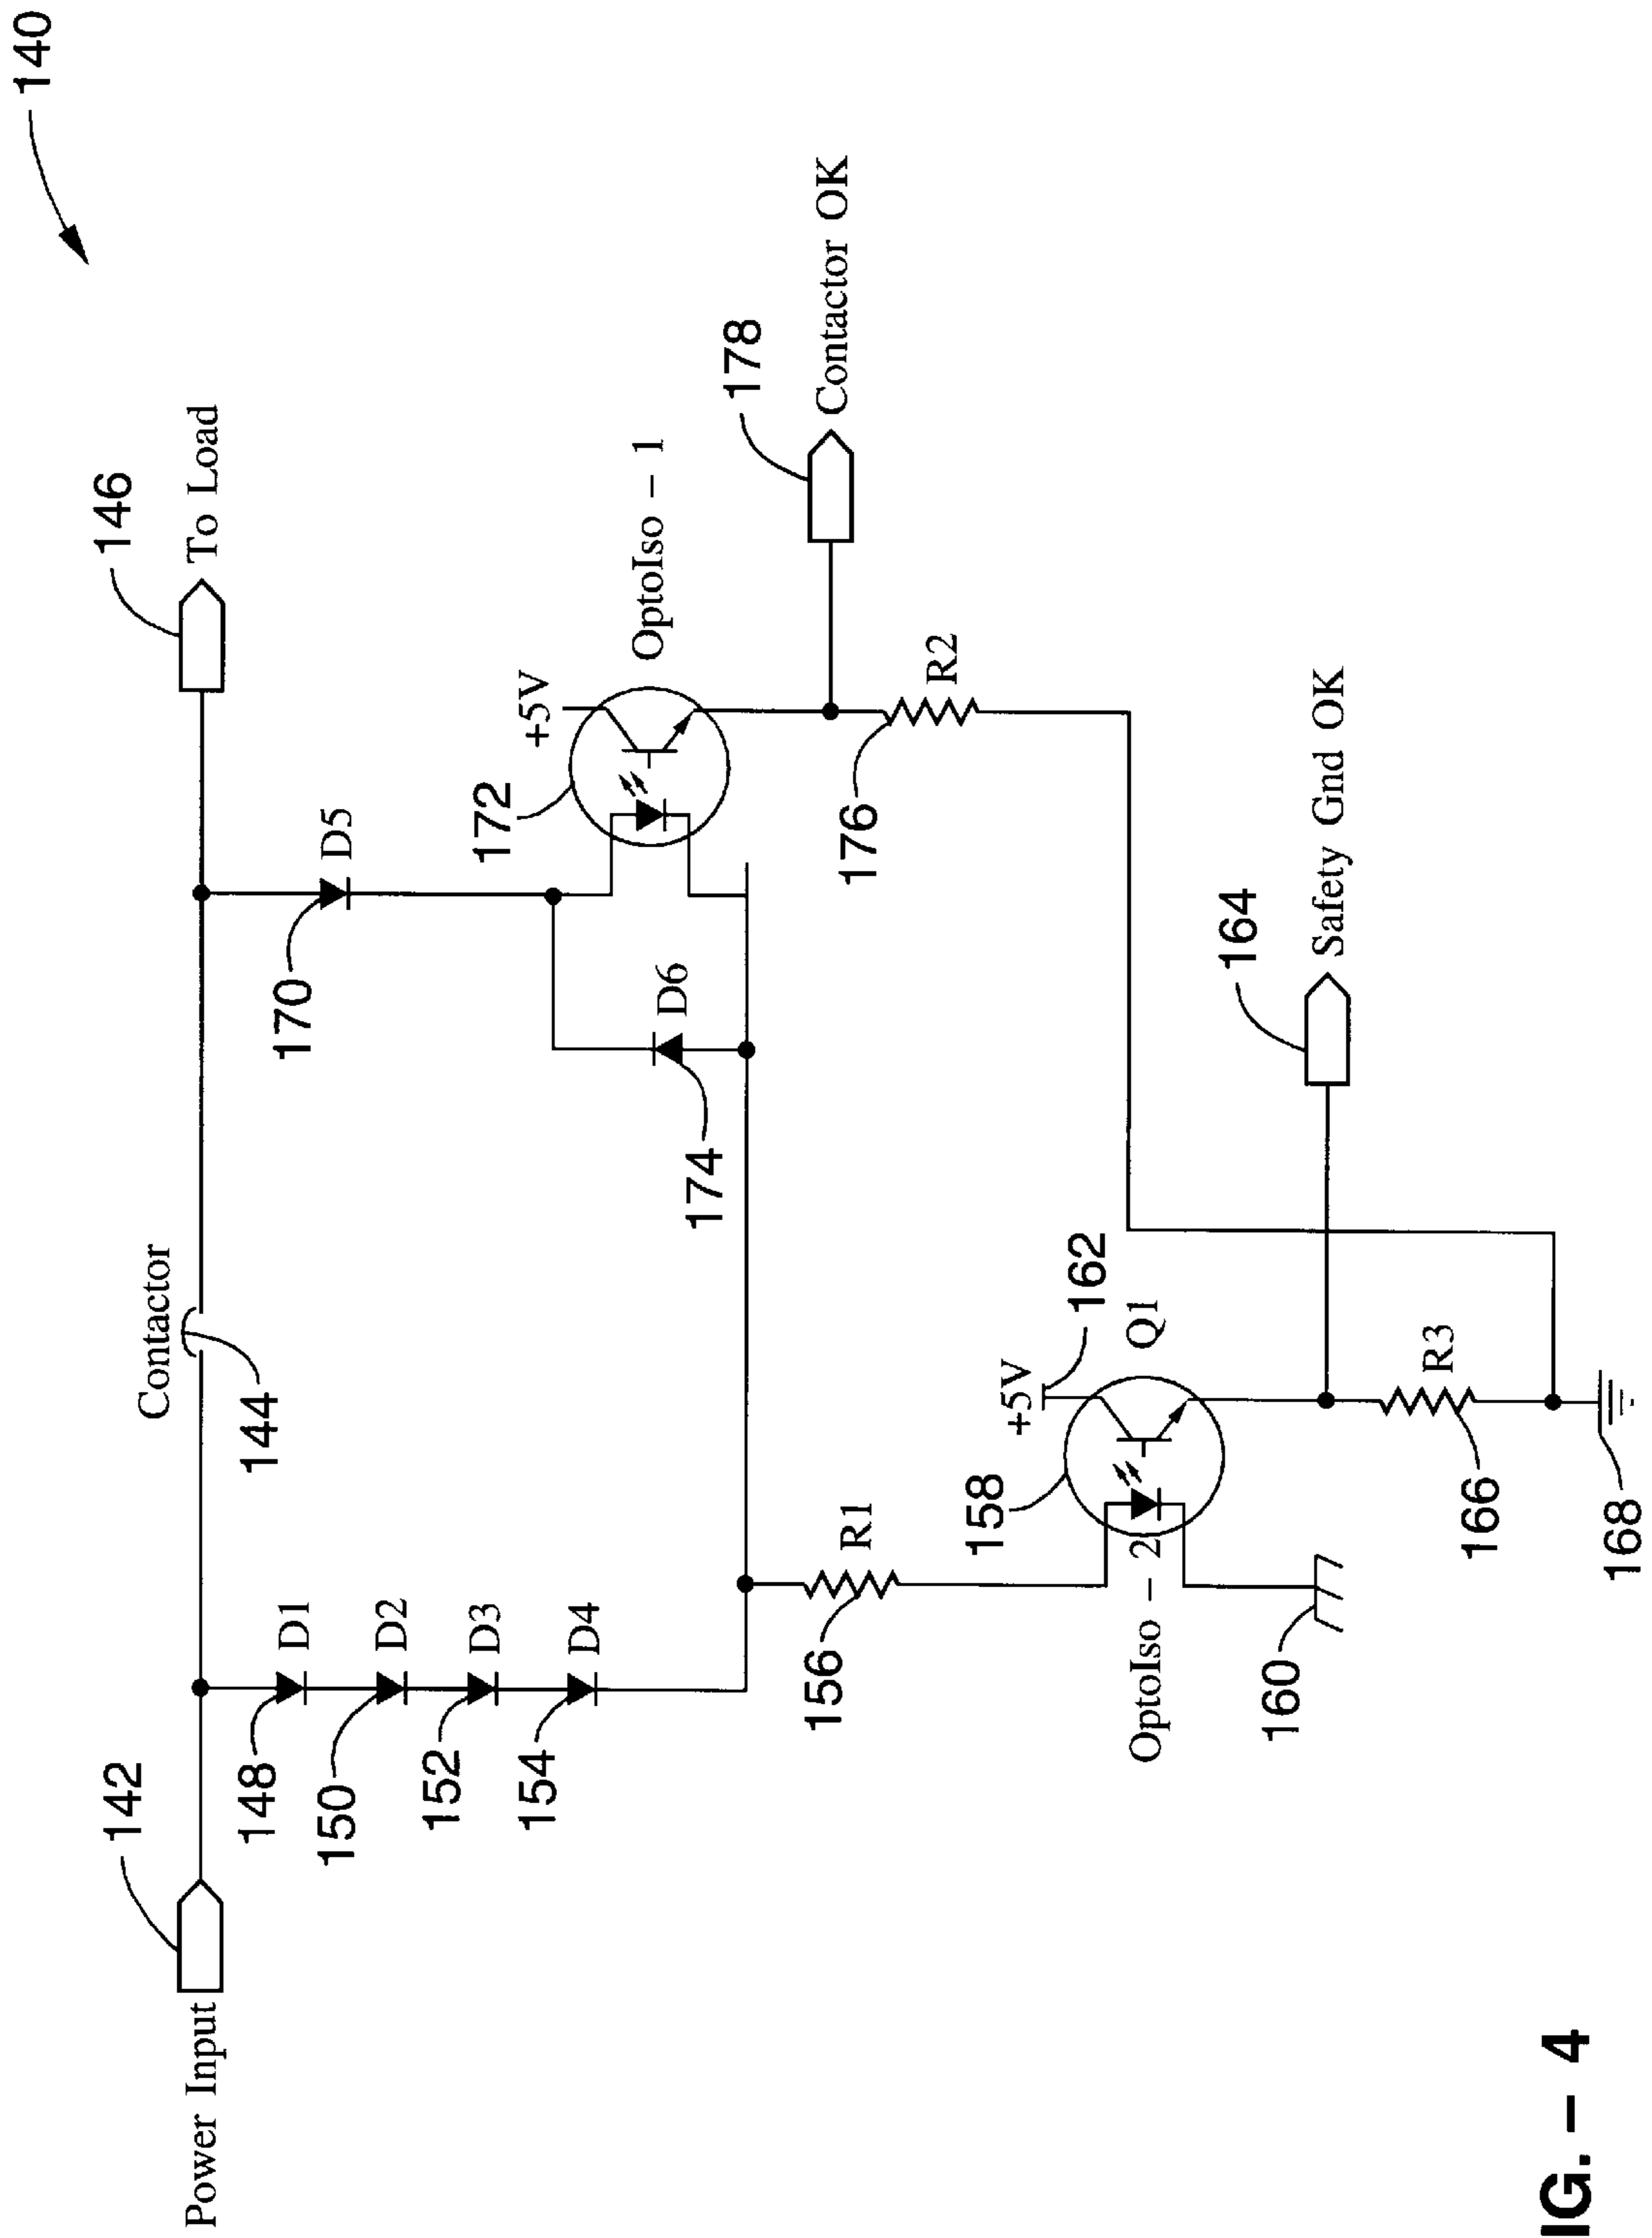 140
146
To Load
Contactor
144
142
Power Input
148
D1
150
D2
152
D3
154
D4
170
D5
172
+5V
OptoIso - 1
174
D6
178
Contactor OK
176
R2
156
R1
158
+5V
162
Q1
OptoIso - 2
160
164
Safety Gnd OK
166
R3
168
IG. - 4